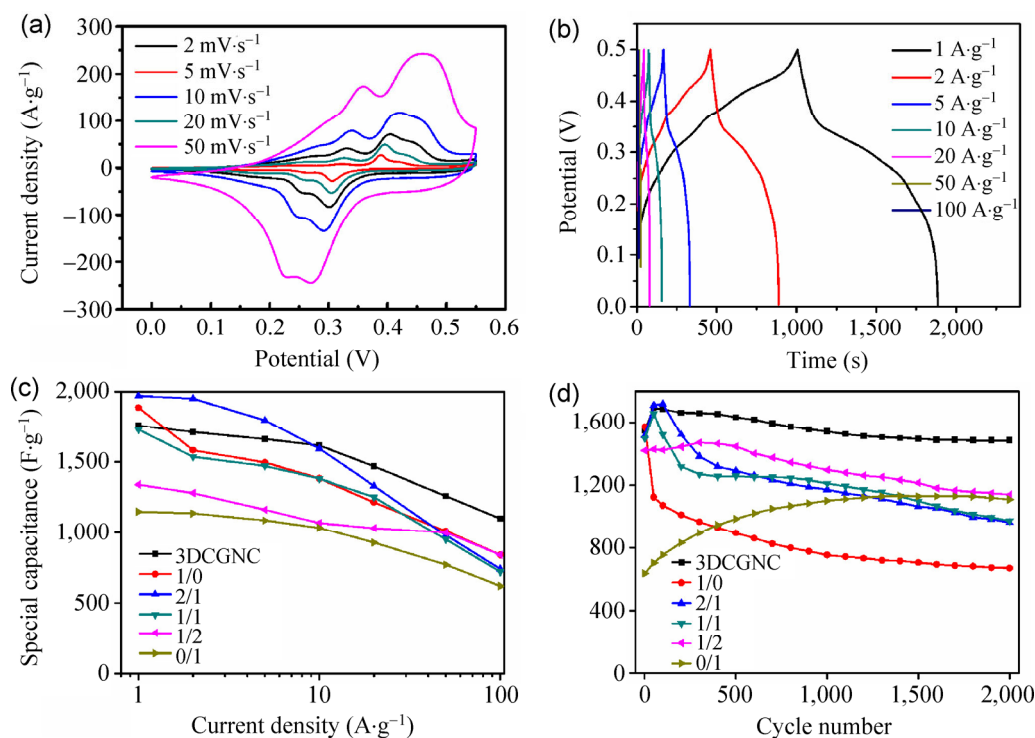 (a)
300
200
100
0
−100
−200
−300
Current density (A·g⁻¹)
2 mV·s⁻¹
5 mV·s⁻¹
10 mV·s⁻¹
20 mV·s⁻¹
50 mV·s⁻¹
0.0 0.1 0.2 0.3 0.4 0.5 0.6
Potential (V)
(b)
0.5
0.4
0.3
0.2
0.1
0.0
Potential (V)
1 A·g⁻¹
2 A·g⁻¹
5 A·g⁻¹
10 A·g⁻¹
20 A·g⁻¹
50 A·g⁻¹
100 A·g⁻¹
0 500 1,000 1,500 2,000
Time (s)
(c)
2,000
1,500
1,000
500
0
Special capacitance (F·g⁻¹)
3DCGNC
1/0
2/1
1/1
1/2
0/1
1 10 100
Current density (A·g⁻¹)
(d)
1,600
1,200
800
400
0
3DCGNC
1/0
2/1
1/1
1/2
0/1
0 500 1,000 1,500 2,000
Cycle number